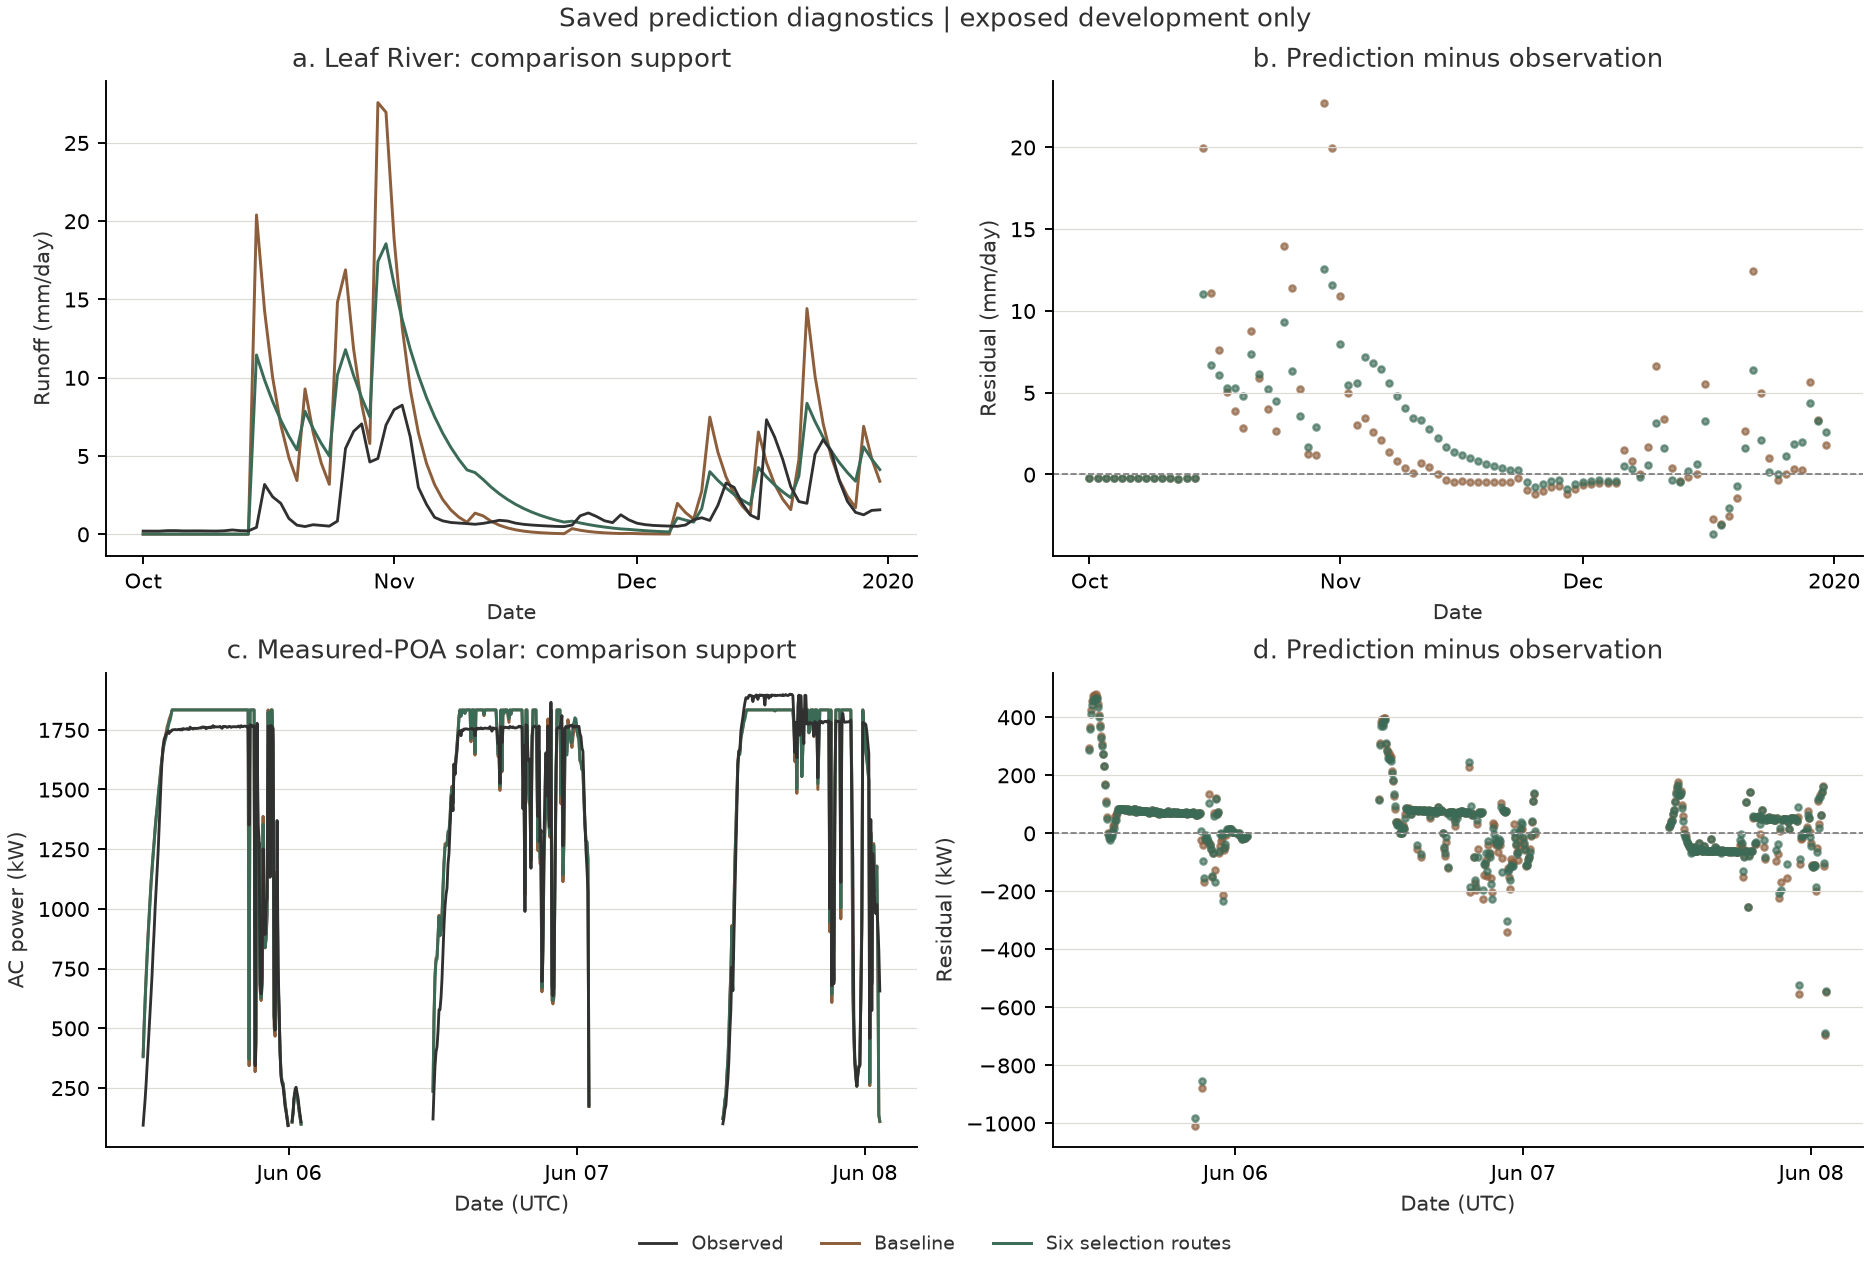 Saved prediction diagnostics | exposed development only
a. Leaf River: comparison support
Runoff (mm/day)
25
20
15
10
5
0
Oct
Nov
Dec
2020
Date
b. Prediction minus observation
Residual (mm/day)
20
15
10
5
0
Oct
Nov
Dec
2020
Date
c. Measured-POA solar: comparison support
AC power (kW)
1750
1500
1250
1000
750
500
250
Jun 06
Jun 07
Jun 08
Date (UTC)
d. Prediction minus observation
Residual (kW)
400
200
0
−200
−400
−600
−800
−1000
Jun 06
Jun 07
Jun 08
Date (UTC)
Observed
Baseline
Six selection routes